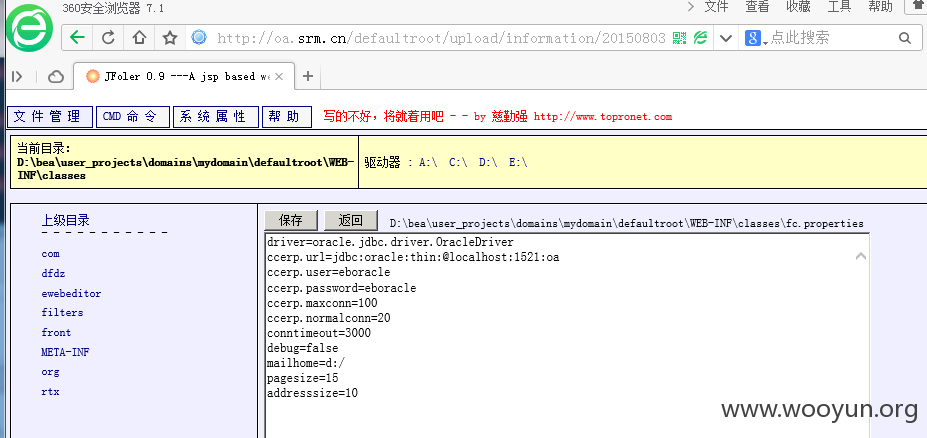 360安全浏览器 7.1
文件 查看 收藏 工具 帮助
http://oa.srm.cn/defaultroot/upload/information/20150803
点此搜索
JFoler 0.9 ---A jsp based we
文件管理 CMD命令 系统属性 帮助 写的不好，将就着用吧 - - by 慈勤强 http://www.topronet.com
当前目录:
D:\bea\user_projects\domains\mydomain\defaultroot\WEB-
INF\classes
驱动器 : A:\ C:\ D:\ E:\
上级目录
- - - - - - - - - - -
com
dfdz
ewebeditor
filters
front
META-INF
org
rtx
保存 返回 D:\bea\user_projects\domains\mydomain\defaultroot\WEB-INF\classes\fc.properties
driver=oracle.jdbc.driver.OracleDriver
ccerp.url=jdbc:oracle:thin:@localhost:1521:oa
ccerp.user=eboracle
ccerp.password=eboracle
ccerp.maxconn=100
ccerp.normalconn=20
conntimeout=3000
debug=false
mailhome=d:/
pagesize=15
addresssize=10
www.wooyun.org